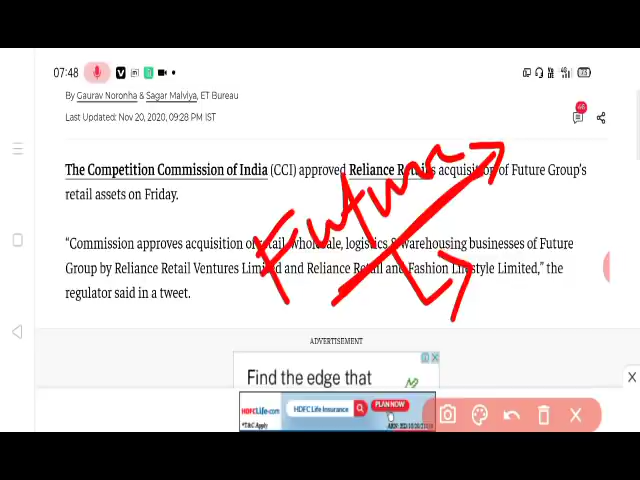 07:48
By Gaurav Noronha & Sagar Malviya, ET Bureau
Last Updated: Nov 20, 2020, 09:28 PM IST
The Competition Commission of India (CCI) approved Reliance Retail's acquisition of Future Group's
retail assets on Friday.
Future
“Commission approves acquisition of retail, wholesale, logistics & warehousing businesses of Future
Group by Reliance Retail Ventures Limited and Reliance Retail and Fashion Lifestyle Limited,” the
regulator said in a tweet.
ADVERTISEMENT
Find the edge that
HDFCLife.com
HDFC Life Insurance
PLAN NOW
*T&C Apply